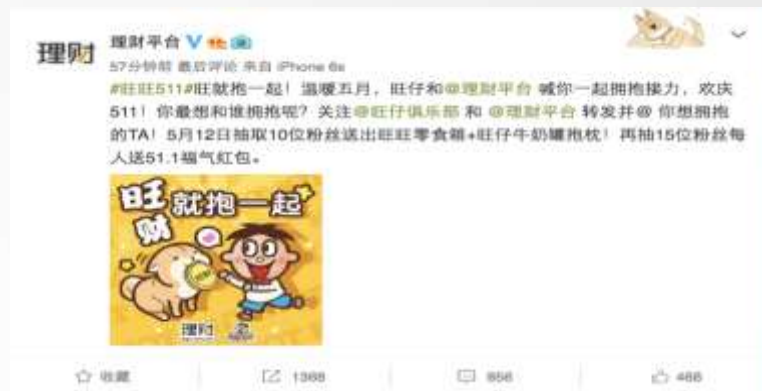 理财
理财平台
57分钟前 最后评论 来自 iPhone 6s
#旺旺511#旺就抱一起！温暖五月，旺仔和@理财平台 喊你一起拥抱接力，欢庆
511！你最想和谁拥抱呢？关注@旺仔俱乐部 和 @理财平台 转发并@ 你想拥抱
的TA！5月12日抽取10位粉丝送出旺旺零食箱+旺仔牛奶罐抱枕！再抽15位粉丝每
人送51.1福气红包。
旺财
就抱一起
理财
收藏
1368
856
466